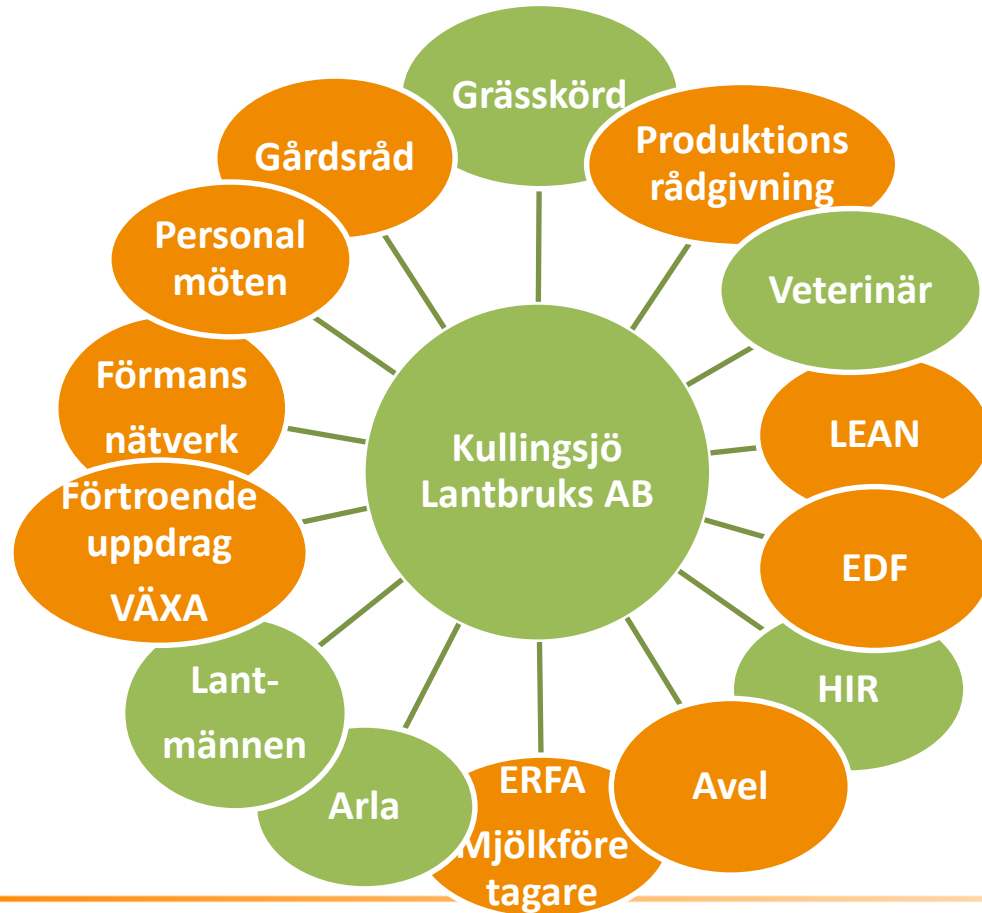 Grässkörd
Produktions
rådgivning
Veterinär
LEAN
EDF
HIR
Avel
ERFA
Mjölkföre
tagare
Arla
Lant-
männen
Förtroende
uppdrag
VÄXA
Förmans
nätverk
Personal
möten
Gårdsråd
Kullingsjö
Lantbruks AB